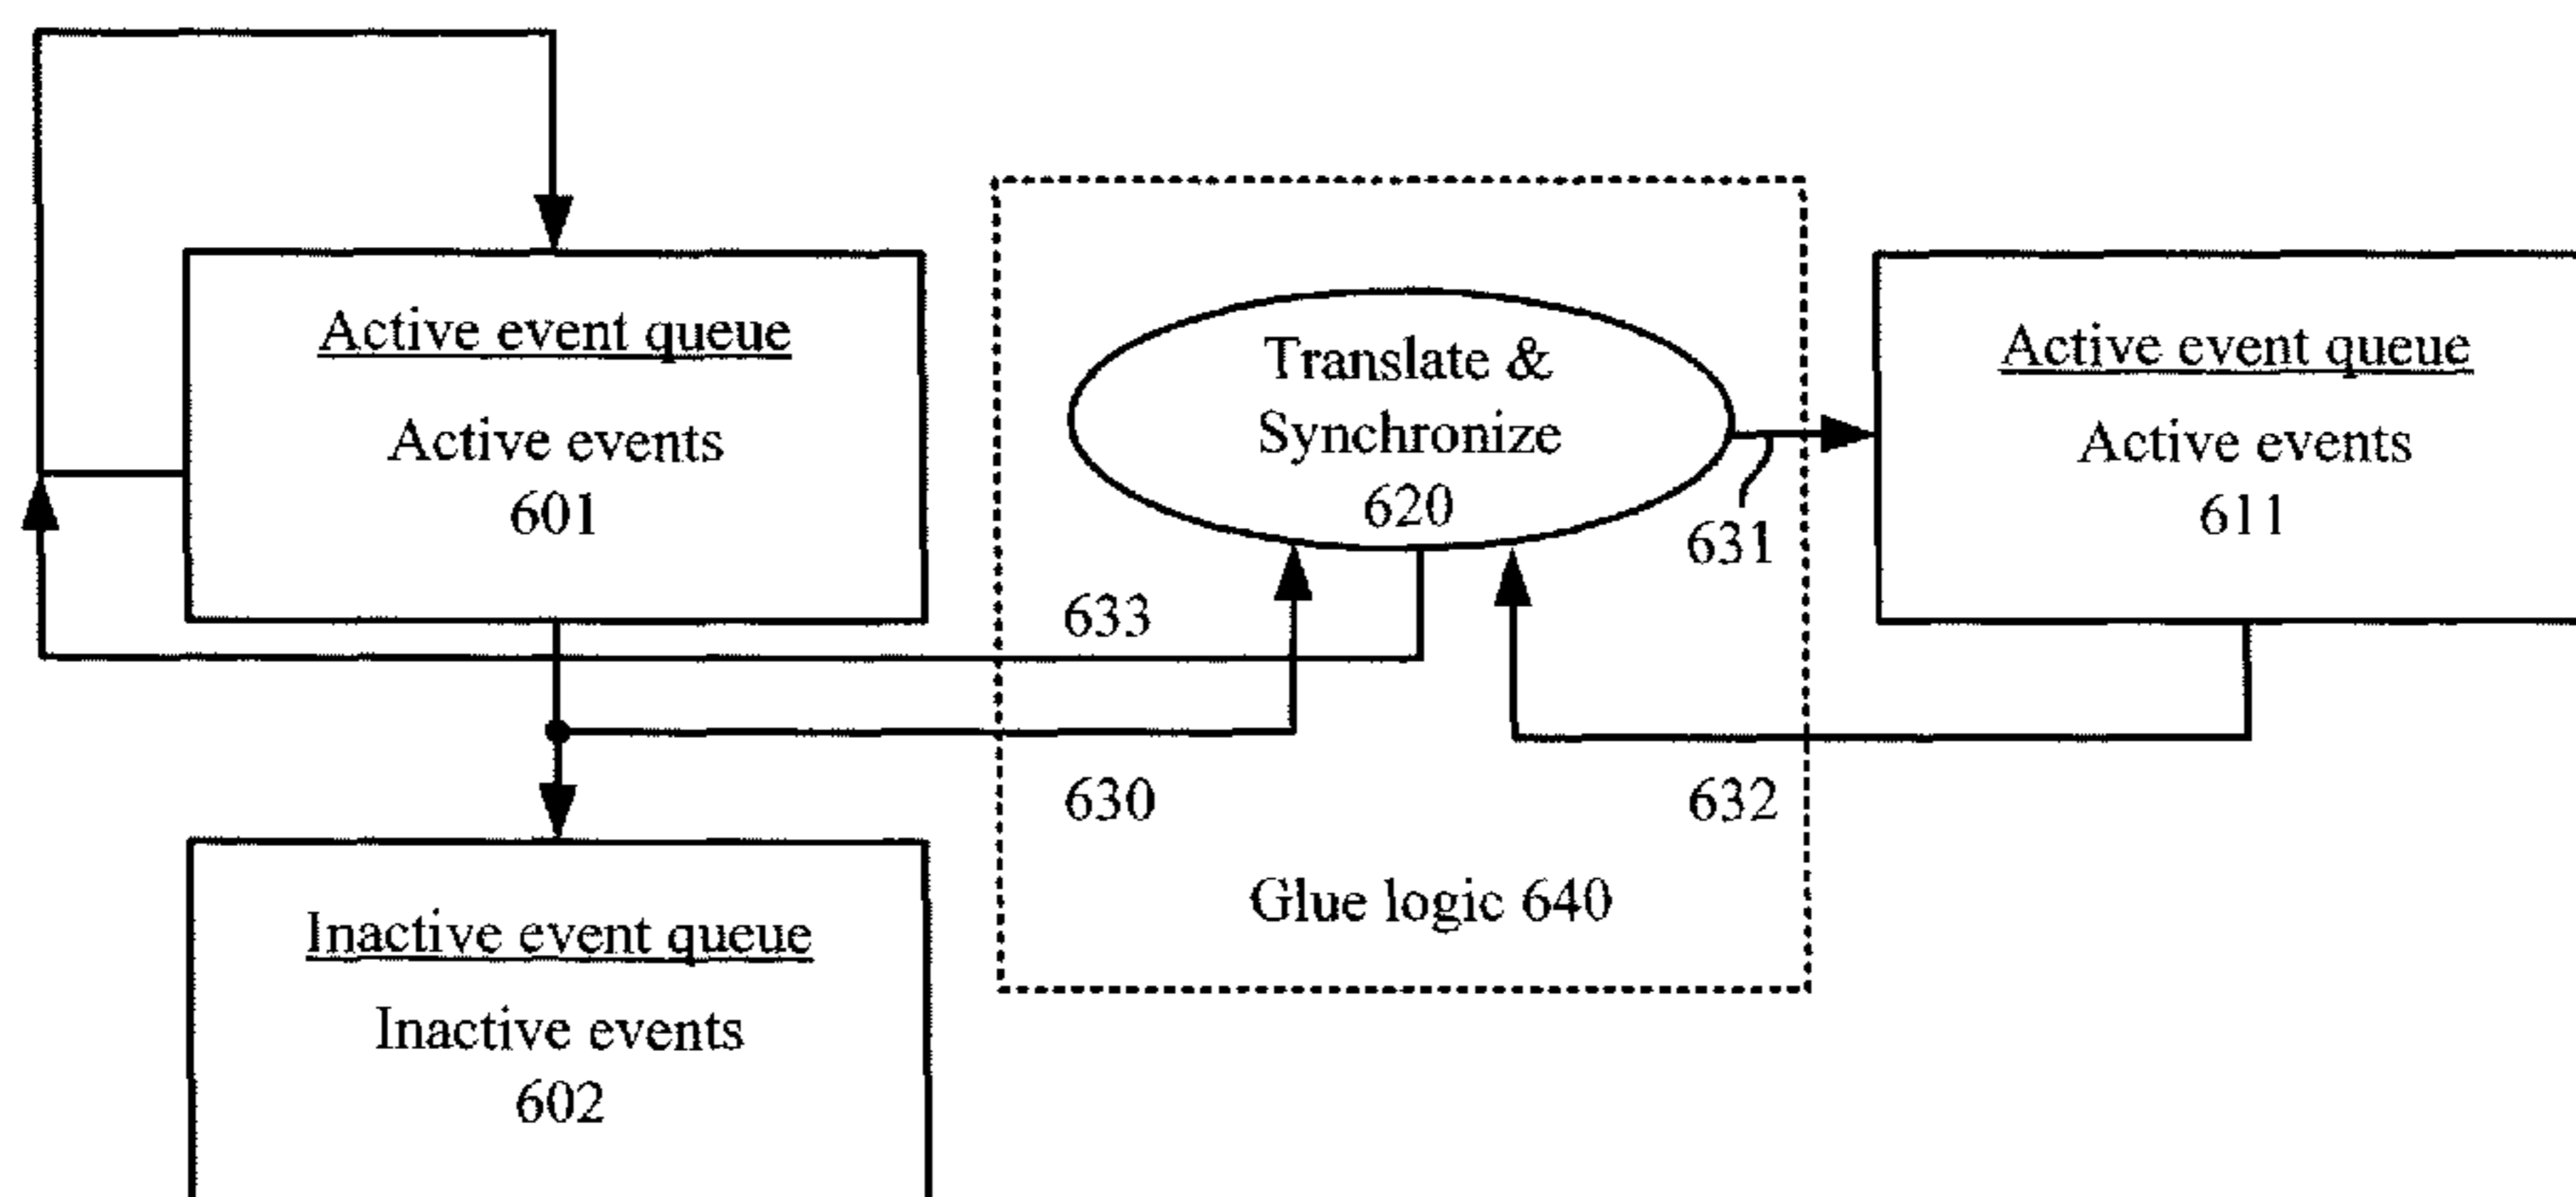 Active event queue
Active events
601
Translate &
Synchronize
620
631
Active event queue
Active events
611
633
630
632
Glue logic 640
Inactive event queue
Inactive events
602